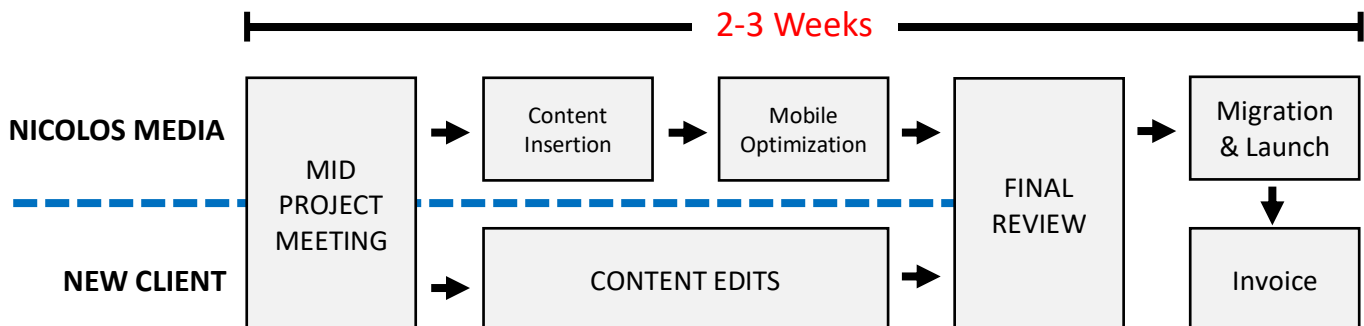 2-3 Weeks
NICOLOS MEDIA
MID
PROJECT
MEETING
Content
Insertion
Mobile
Optimization
FINAL
REVIEW
Migration
& Launch
NEW CLIENT
CONTENT EDITS
Invoice